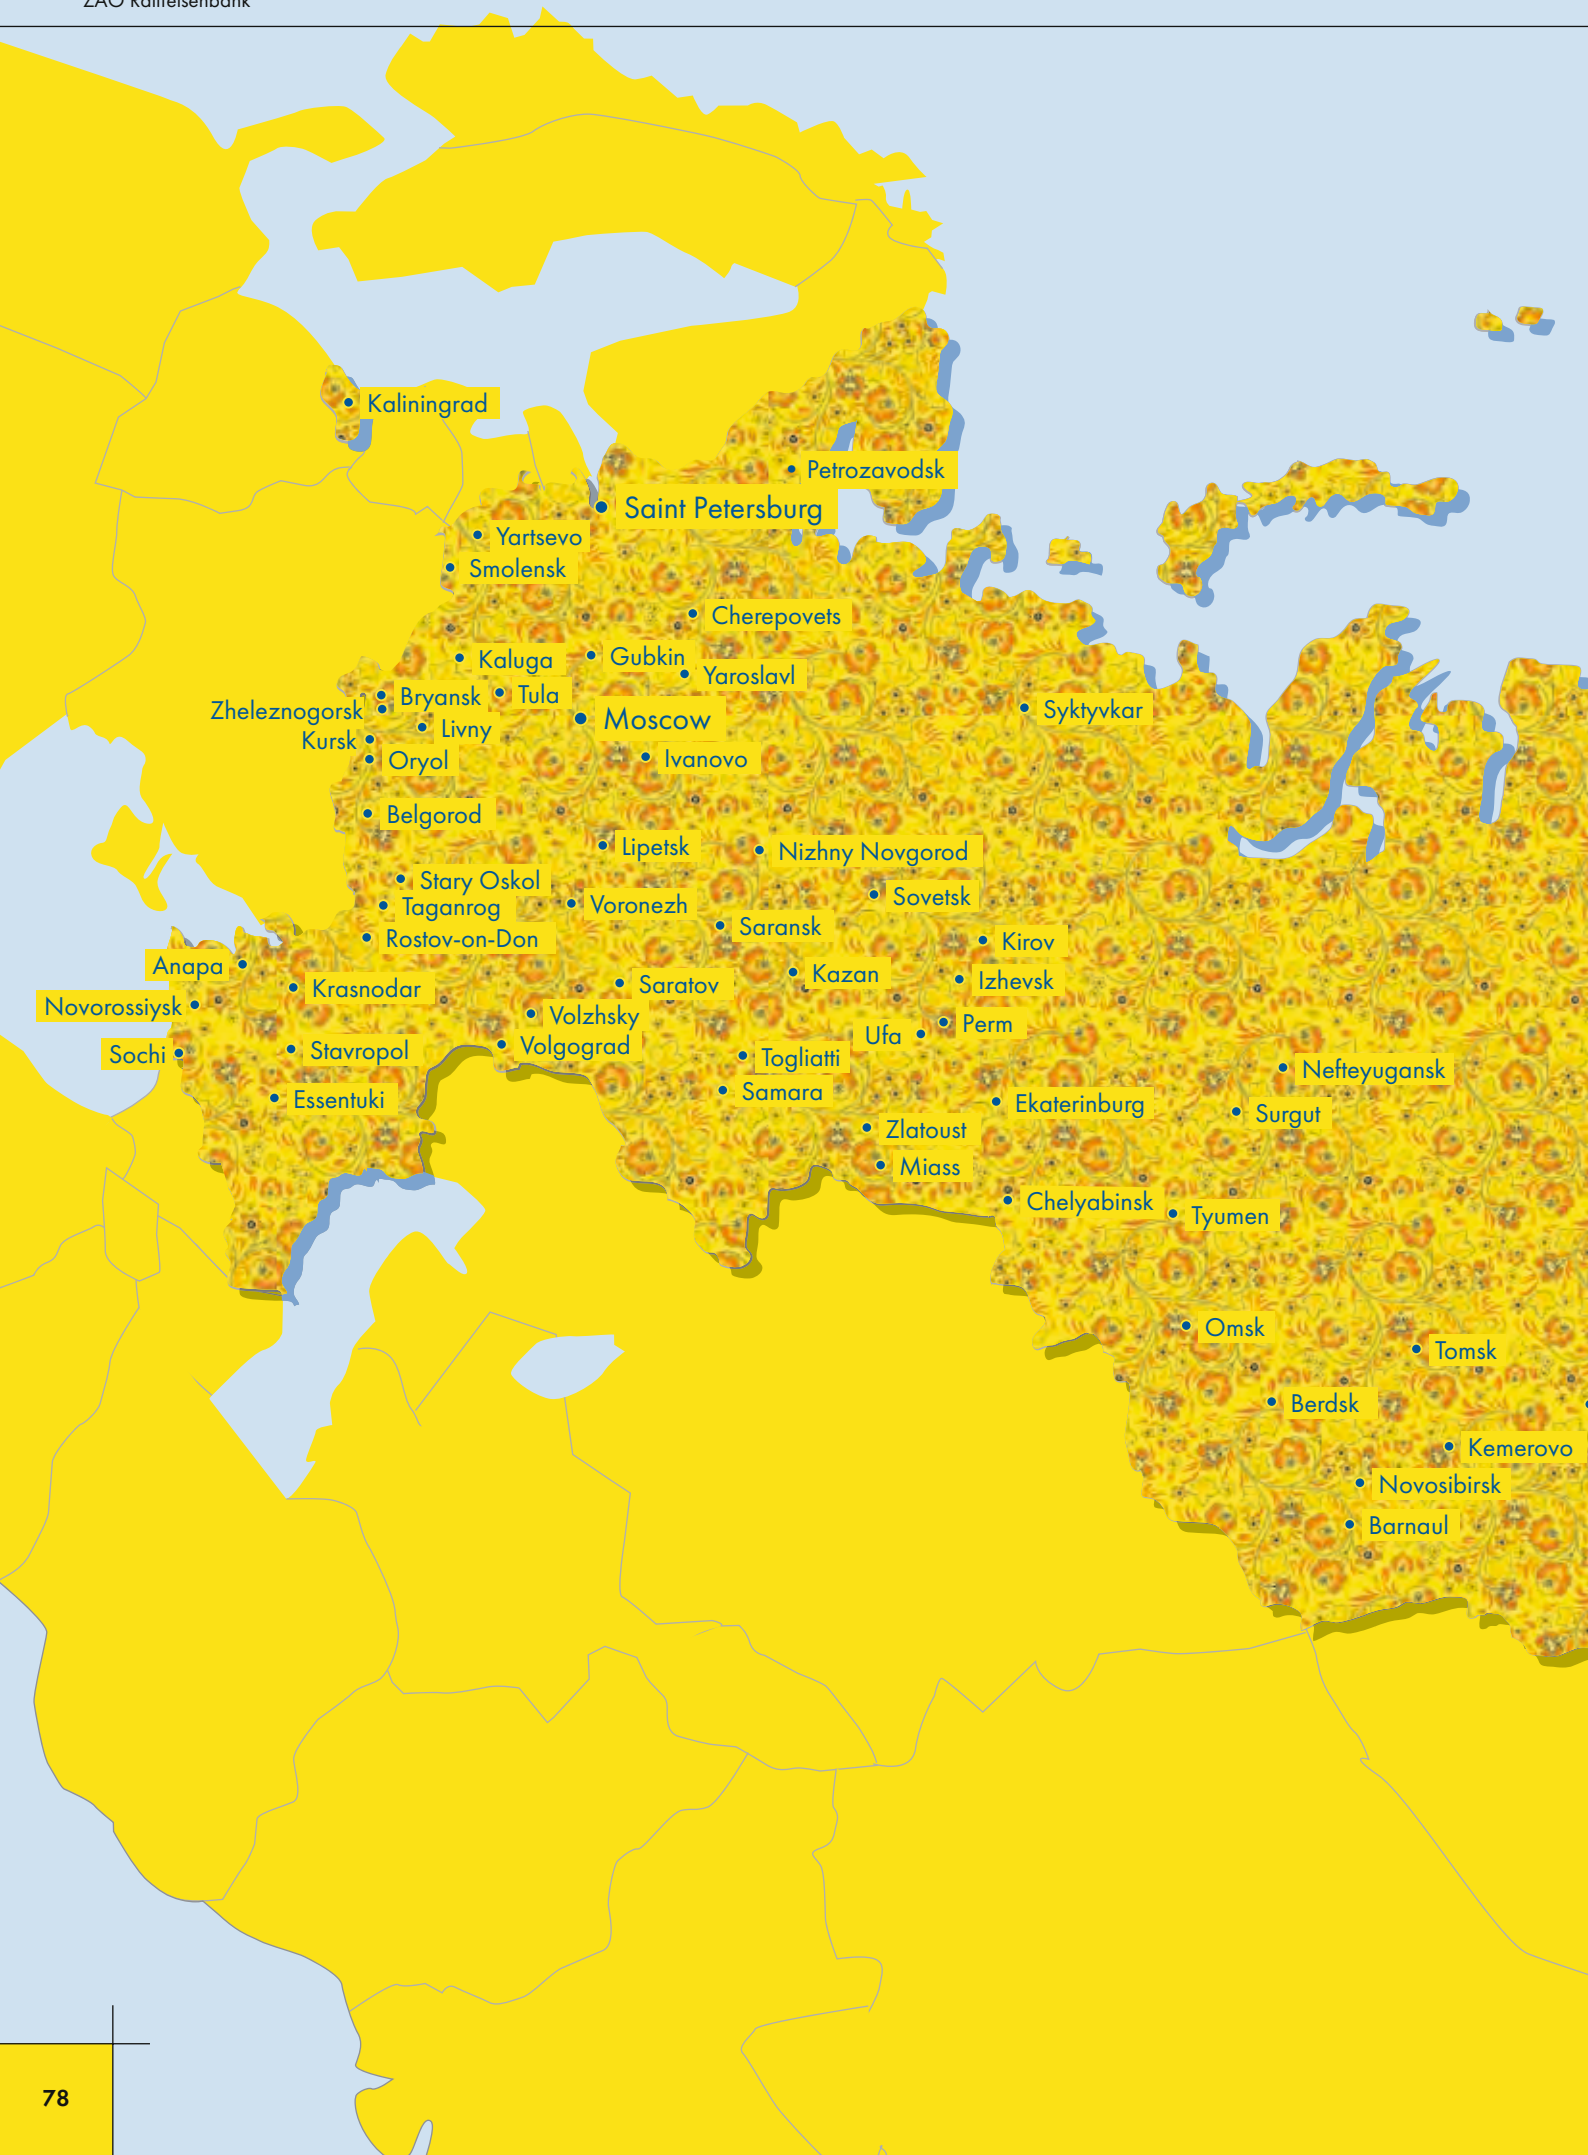 ZAO Raiffeisenbank
Kaliningrad
Petrozavodsk
Saint Petersburg
Yartsevo
Smolensk
Cherepovets
Kaluga
Gubkin
Yaroslavl
Bryansk
Tula
Zheleznogorsk
Syktyvkar
Moscow
Livny
Kursk
Oryol
Ivanovo
Belgorod
Lipetsk
Nizhny Novgorod
Stary Oskol
Sovetsk
Taganrog
Voronezh
Saransk
Rostov-on-Don
Kirov
Anapa
Kazan
Izhevsk
Krasnodar
Saratov
Novorossiysk
Volzhsky
Perm
Ufa
Volgograd
Sochi
Stavropol
Togliatti
Nefteyugansk
Samara
Essentuki
Ekaterinburg
Surgut
Zlatoust
Miass
Chelyabinsk
Tyumen
Omsk
Tomsk
Berdsk
Kemerovo
Novosibirsk
Barnaul
78